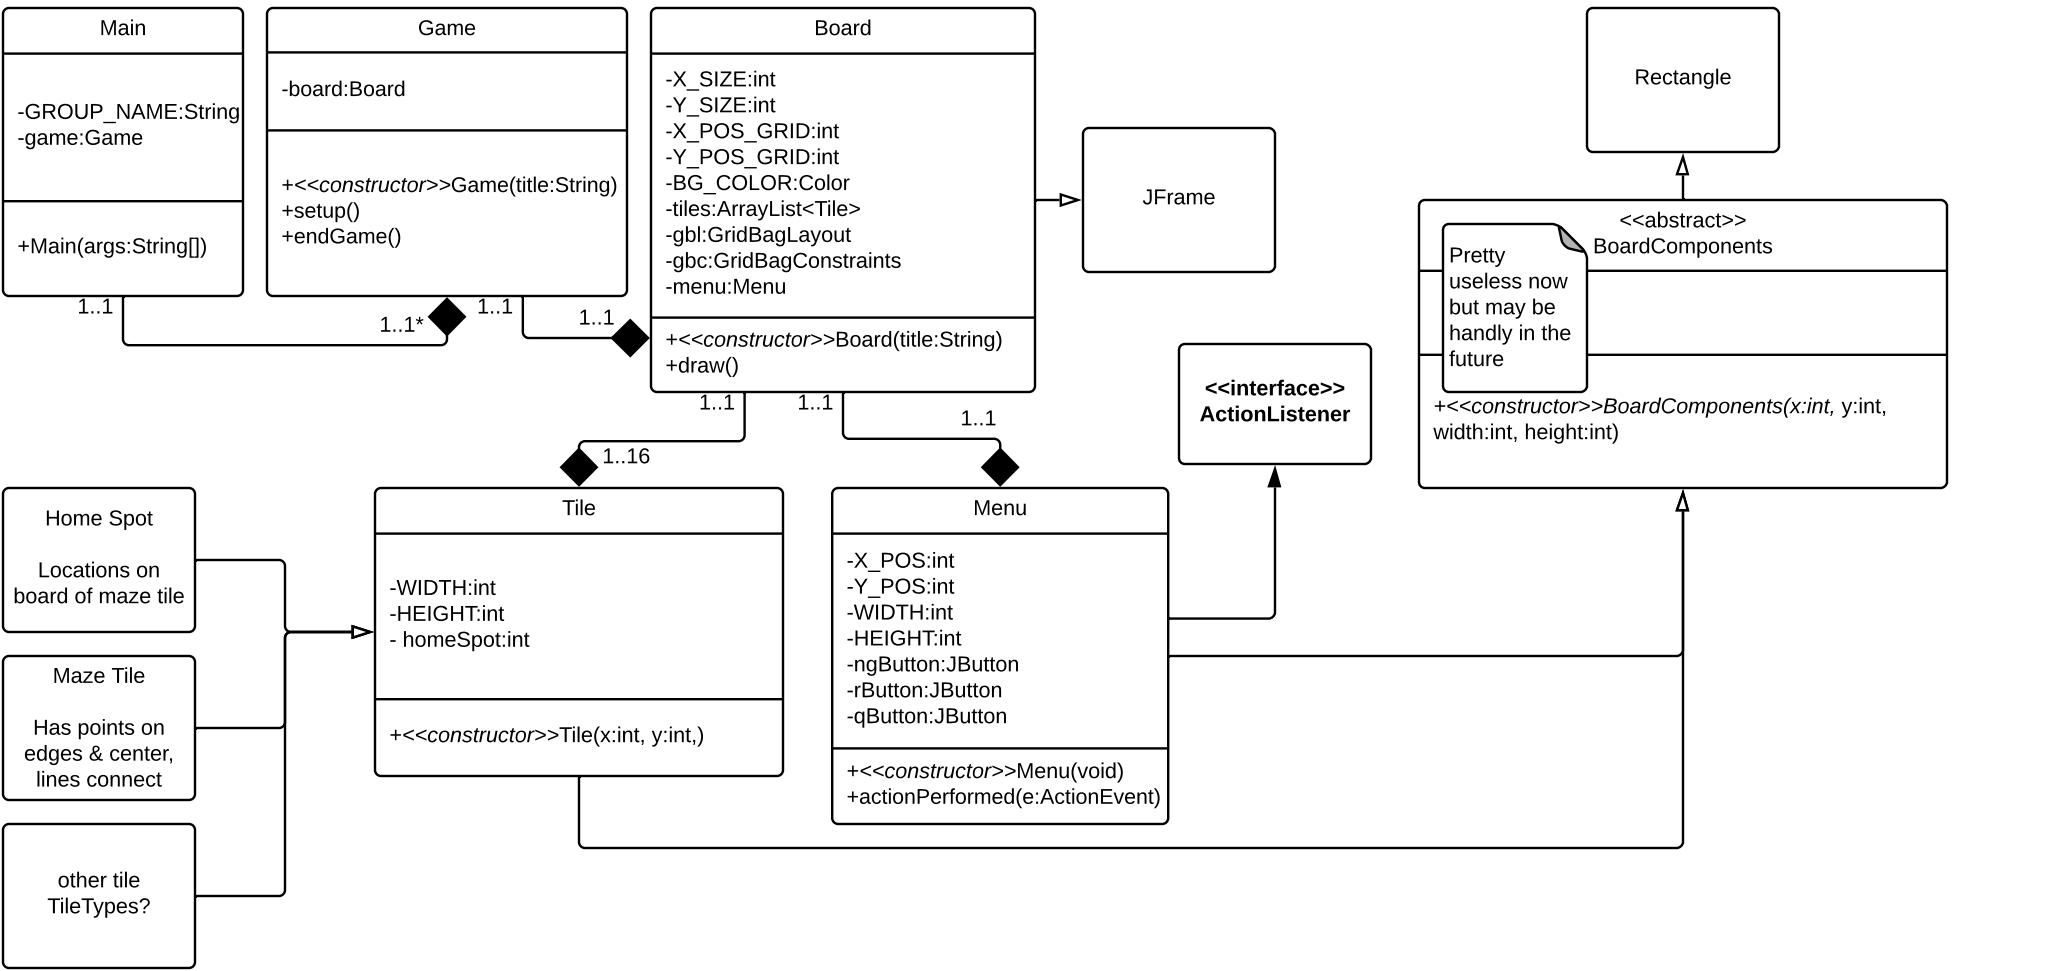 Main
-GROUP_NAME:String
-game:Game
+Main(args:String[])
1..1
Game
-board:Board
+<<constructor>>Game(title:String)
+setup()
+endGame()
1..1*
1..1
1..1
Board
-X_SIZE:int
-Y_SIZE:int
-X_POS_GRID:int
-Y_POS_GRID:int
-BG_COLOR:Color
-tiles:ArrayList<Tile>
-gbl:GridBagLayout
-gbc:GridBagConstraints
-menu:Menu
+<<constructor>>Board(title:String)
+draw()
1..1
1..1
1..1
1..16
JFrame
Rectangle
<<abstract>>
BoardComponents
Pretty
useless now
but may be
handly in the
future
+<<constructor>>BoardComponents(x:int, y:int,
width:int, height:int)
<<interface>>
ActionListener
Home Spot
Locations on
board of maze tile
Maze Tile
Has points on
edges & center,
lines connect
other tile
TileTypes?
Tile
-WIDTH:int
-HEIGHT:int
- homeSpot:int
+<<constructor>>Tile(x:int, y:int,)
Menu
-X_POS:int
-Y_POS:int
-WIDTH:int
-HEIGHT:int
-ngButton:JButton
-rButton:JButton
-qButton:JButton
+<<constructor>>Menu(void)
+actionPerformed(e:ActionEvent)